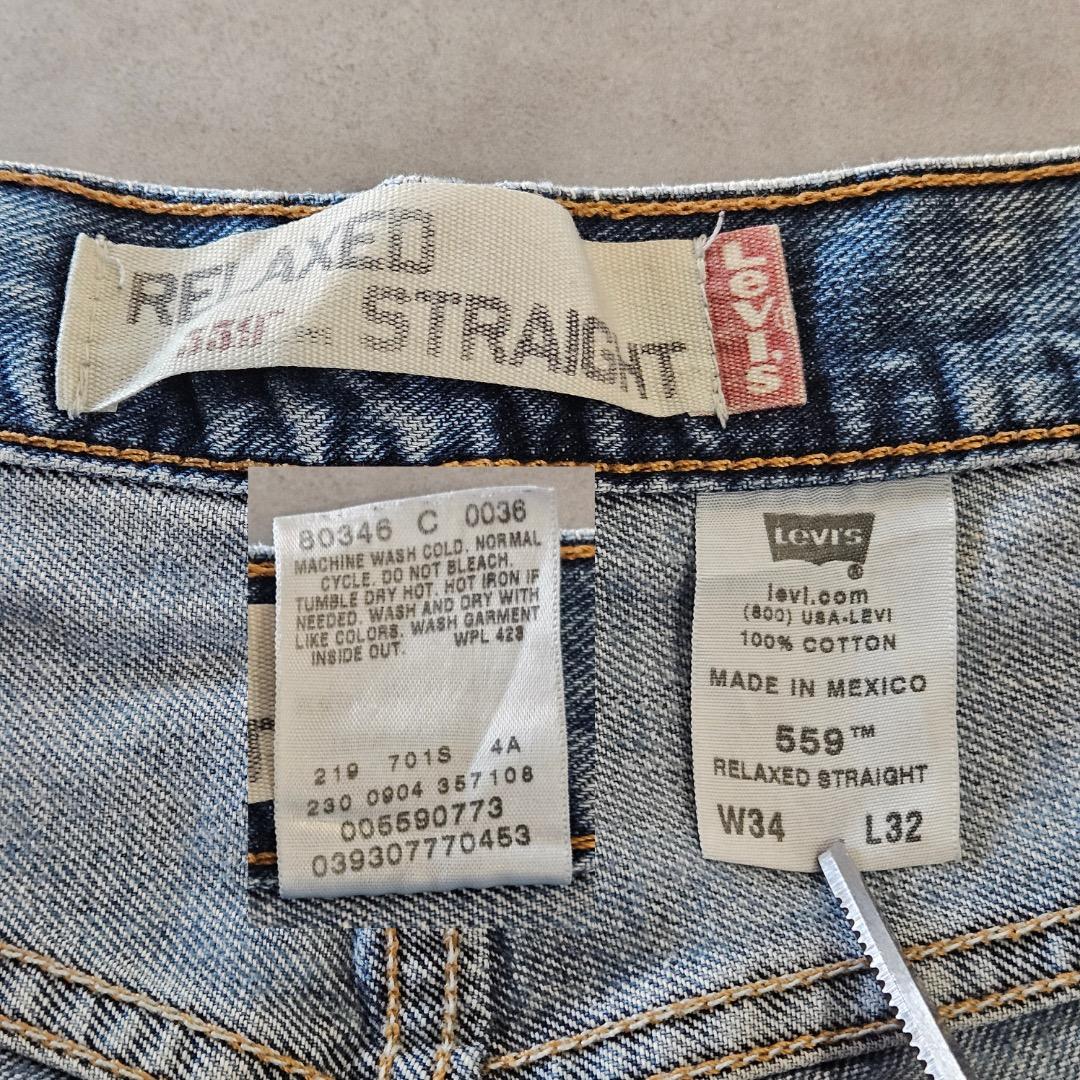 RELAXED
559™ STRAIGHT
LEVI'S
80346 C 0036
MACHINE WASH COLD. NORMAL
CYCLE. DO NOT BLEACH.
TUMBLE DRY HOT. HOT IRON IF
NEEDED. WASH AND DRY WITH
LIKE COLORS. WASH GARMENT
INSIDE OUT. WPL 423
219 701S 4A
230 0904 357108
005590773
039307770453
LEVI'S
®
levi.com
(800) USA-LEVI
100% COTTON
MADE IN MEXICO
559™
RELAXED STRAIGHT
W34 L32